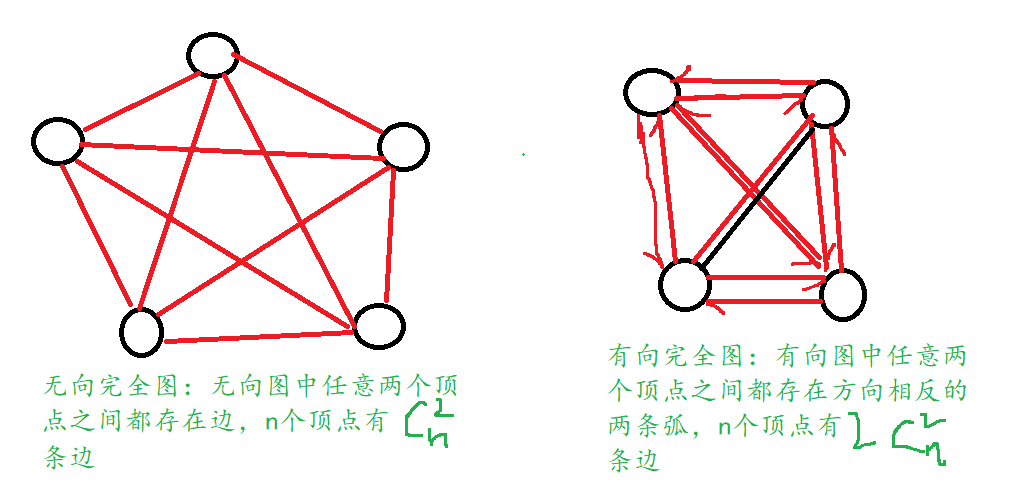 无向完全图：无向图中任意两个顶
点之间都存在边，n个顶点有 C²ₙ
条边
有向完全图：有向图中任意两
个顶点之间都存在方向相反的
两条弧，n个顶点有 2 C²ₙ
条边